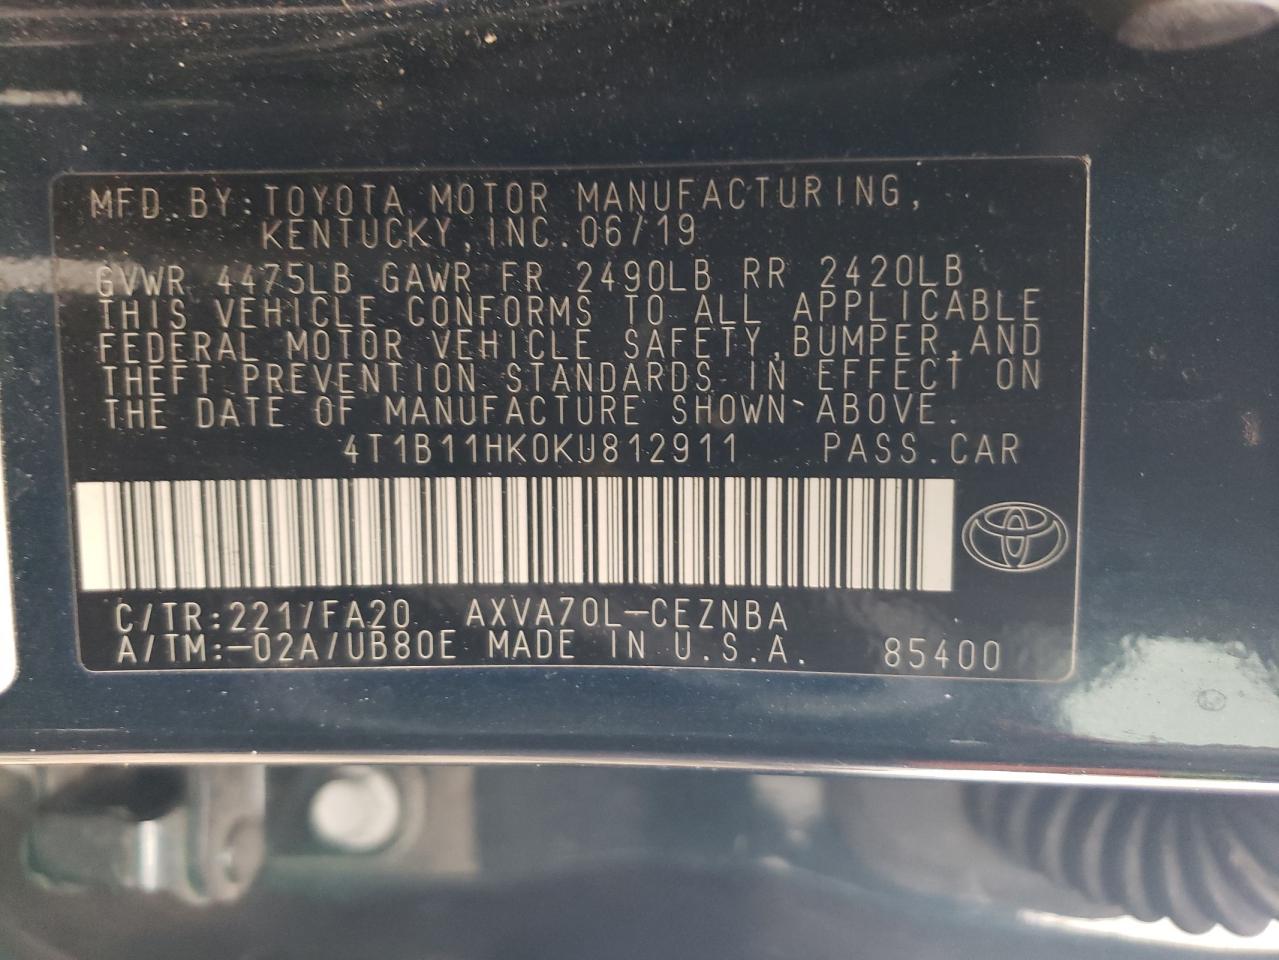 MFD. BY: TOYOTA MOTOR MANUFACTURING,
KENTUCKY, INC. 06/19
GVWR 4475LB GAWR FR 2490LB RR 2420LB
THIS VEHICLE CONFORMS TO ALL APPLICABLE
FEDERAL MOTOR VEHICLE SAFETY, BUMPER, AND
THEFT PREVENTION STANDARDS IN EFFECT ON
THE DATE OF MANUFACTURE SHOWN ABOVE.
4T1B11HK0KU812911 PASS. CAR
C/TR: 221/FA20 AXVA70L-CEZNBA
A/TM: -02A/UB80E MADE IN U.S.A. 85400